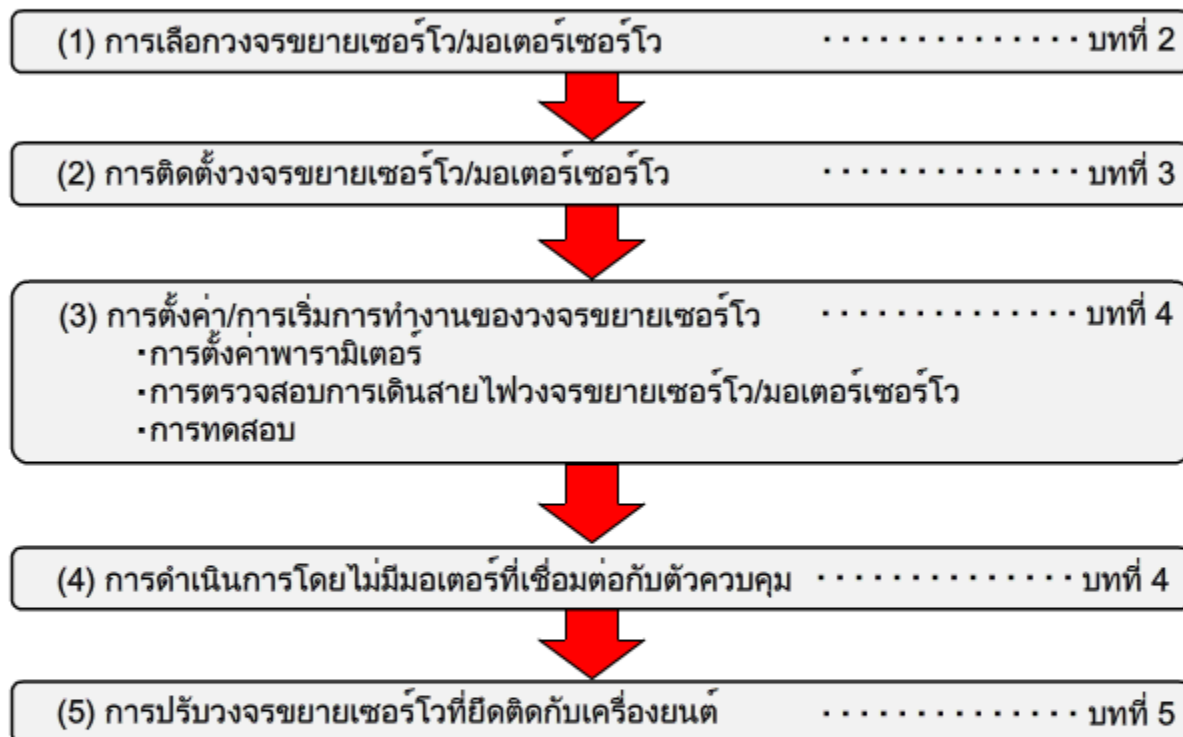 (1) การเลือกวงจรขยายเซอร์โว/มอเตอร์เซอร์โว ・・・・・・・・・・・・・・ บทที่ 2
(2) การติดตั้งวงจรขยายเซอร์โว/มอเตอร์เซอร์โว ・・・・・・・・・・・・・・ บทที่ 3
(3) การตั้งค่า/การเริ่มการทำงานของวงจรขยายเซอร์โว ・・・・・・・・・・・・・・ บทที่ 4
・การตั้งค่าพารามิเตอร์
・การตรวจสอบการเดินสายไฟวงจรขยายเซอร์โว/มอเตอร์เซอร์โว
・การทดสอบ
(4) การดำเนินการโดยไม่มีมอเตอร์ที่เชื่อมต่อกับตัวควบคุม ・・・・・・・・・・・・・・ บทที่ 4
(5) การปรับวงจรขยายเซอร์โวที่ยึดติดกับเครื่องยนต์ ・・・・・・・・・・・・・・ บทที่ 5